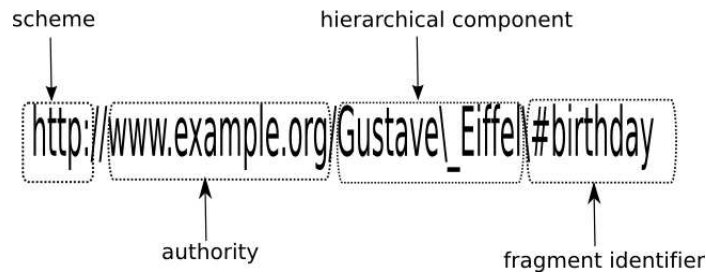 scheme
hierarchical component
http://www.example.org/Gustave\_Eiffel\#birthday
authority
fragment identifier